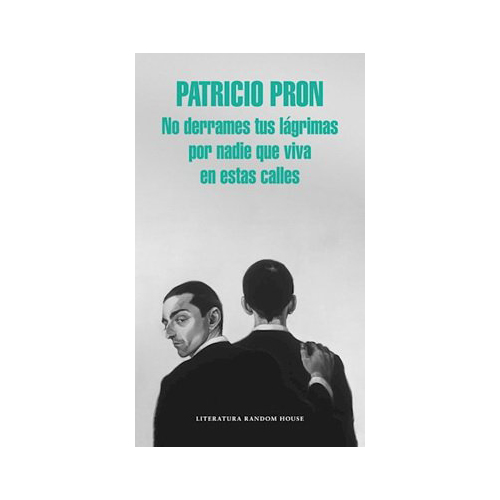 PATRICIO PRON
No derrames tus lágrimas
por nadie que viva
en estas calles
LITERATURA RANDOM HOUSE